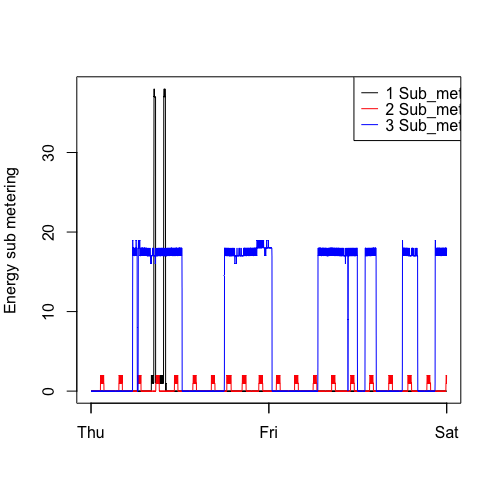 1 Sub_met
2 Sub_met
3 Sub_met
Energy sub metering
30
20
10
0
Thu Fri Sat